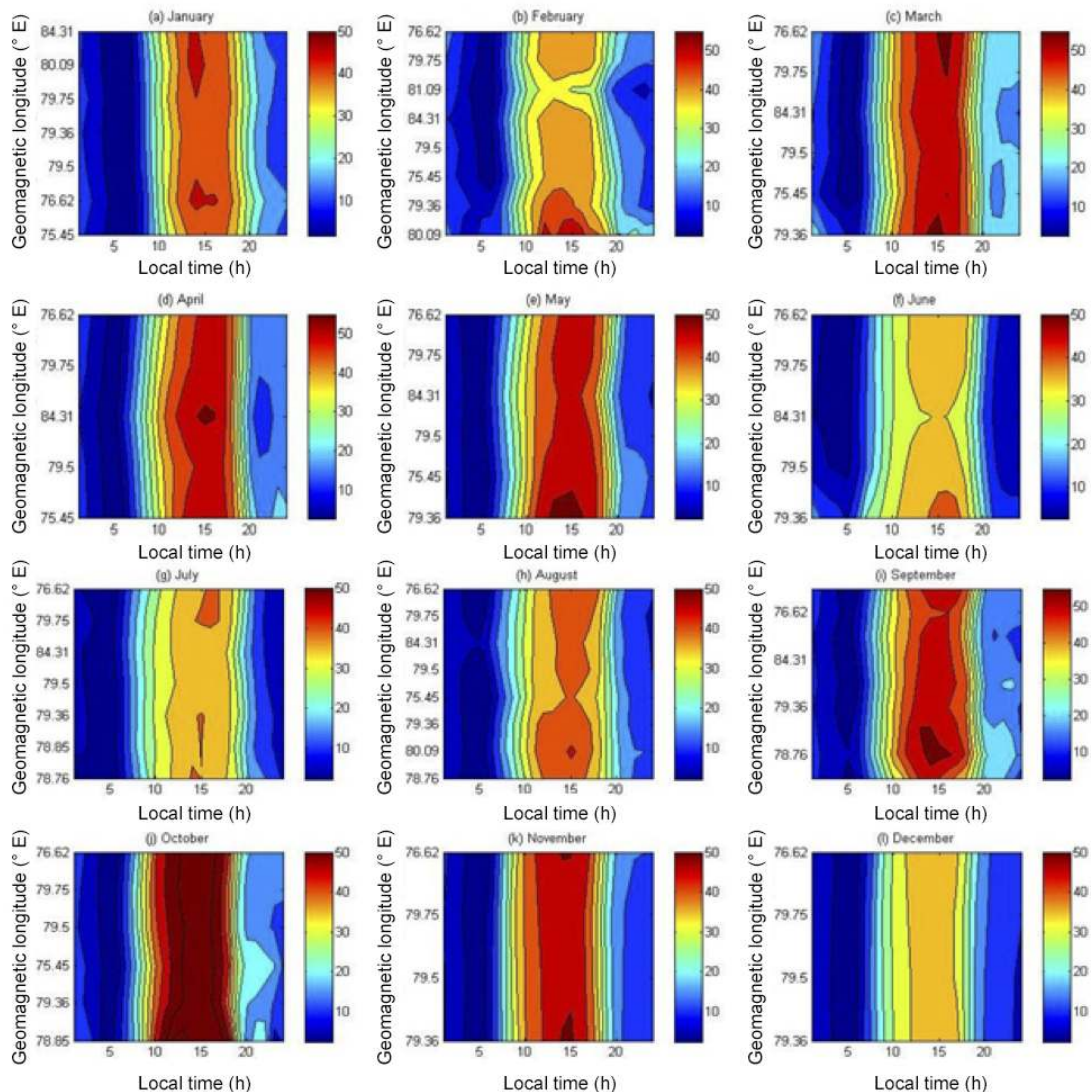 (a) January
Geomagnetic longitude (° E)
84.31
80.09
79.75
79.36
79.5
76.62
75.45
5 10 15 20
Local time (h)
50
40
30
20
10
(b) February
Geomagnetic longitude (° E)
76.62
79.75
81.09
84.31
75.45
79.36
80.09
5 10 15 20
Local time (h)
50
40
30
20
10
(c) March
Geomagnetic longitude (° E)
76.62
79.75
84.31
79.5
75.45
79.36
5 10 15 20
Local time (h)
50
40
30
20
10
(d) April
Geomagnetic longitude (° E)
76.62
79.75
84.31
79.5
75.45
5 10 15 20
Local time (h)
50
40
30
20
10
(e) May
Geomagnetic longitude (° E)
76.62
79.75
84.31
79.5
75.45
79.36
5 10 15 20
Local time (h)
50
40
30
20
10
(f) June
Geomagnetic longitude (° E)
76.62
79.75
84.31
79.5
79.36
5 10 15 20
Local time (h)
50
40
30
20
10
(g) July
Geomagnetic longitude (° E)
76.62
79.75
84.31
79.5
79.36
78.85
78.76
5 10 15 20
Local time (h)
50
40
30
20
10
(h) August
Geomagnetic longitude (° E)
76.62
79.75
84.31
79.5
75.45
79.36
80.09
78.76
5 10 15 20
Local time (h)
50
40
30
20
10
(i) September
Geomagnetic longitude (° E)
76.62
84.31
79.36
78.76
5 10 15 20
Local time (h)
50
40
30
20
10
(j) October
Geomagnetic longitude (° E)
76.62
79.75
79.5
75.45
79.36
78.85
5 10 15 20
Local time (h)
50
40
30
20
10
(k) November
Geomagnetic longitude (° E)
76.62
79.75
79.5
79.36
5 10 15 20
Local time (h)
50
40
30
20
10
(l) December
Geomagnetic longitude (° E)
76.62
79.75
79.5
79.36
5 10 15 20
Local time (h)
50
40
30
20
10